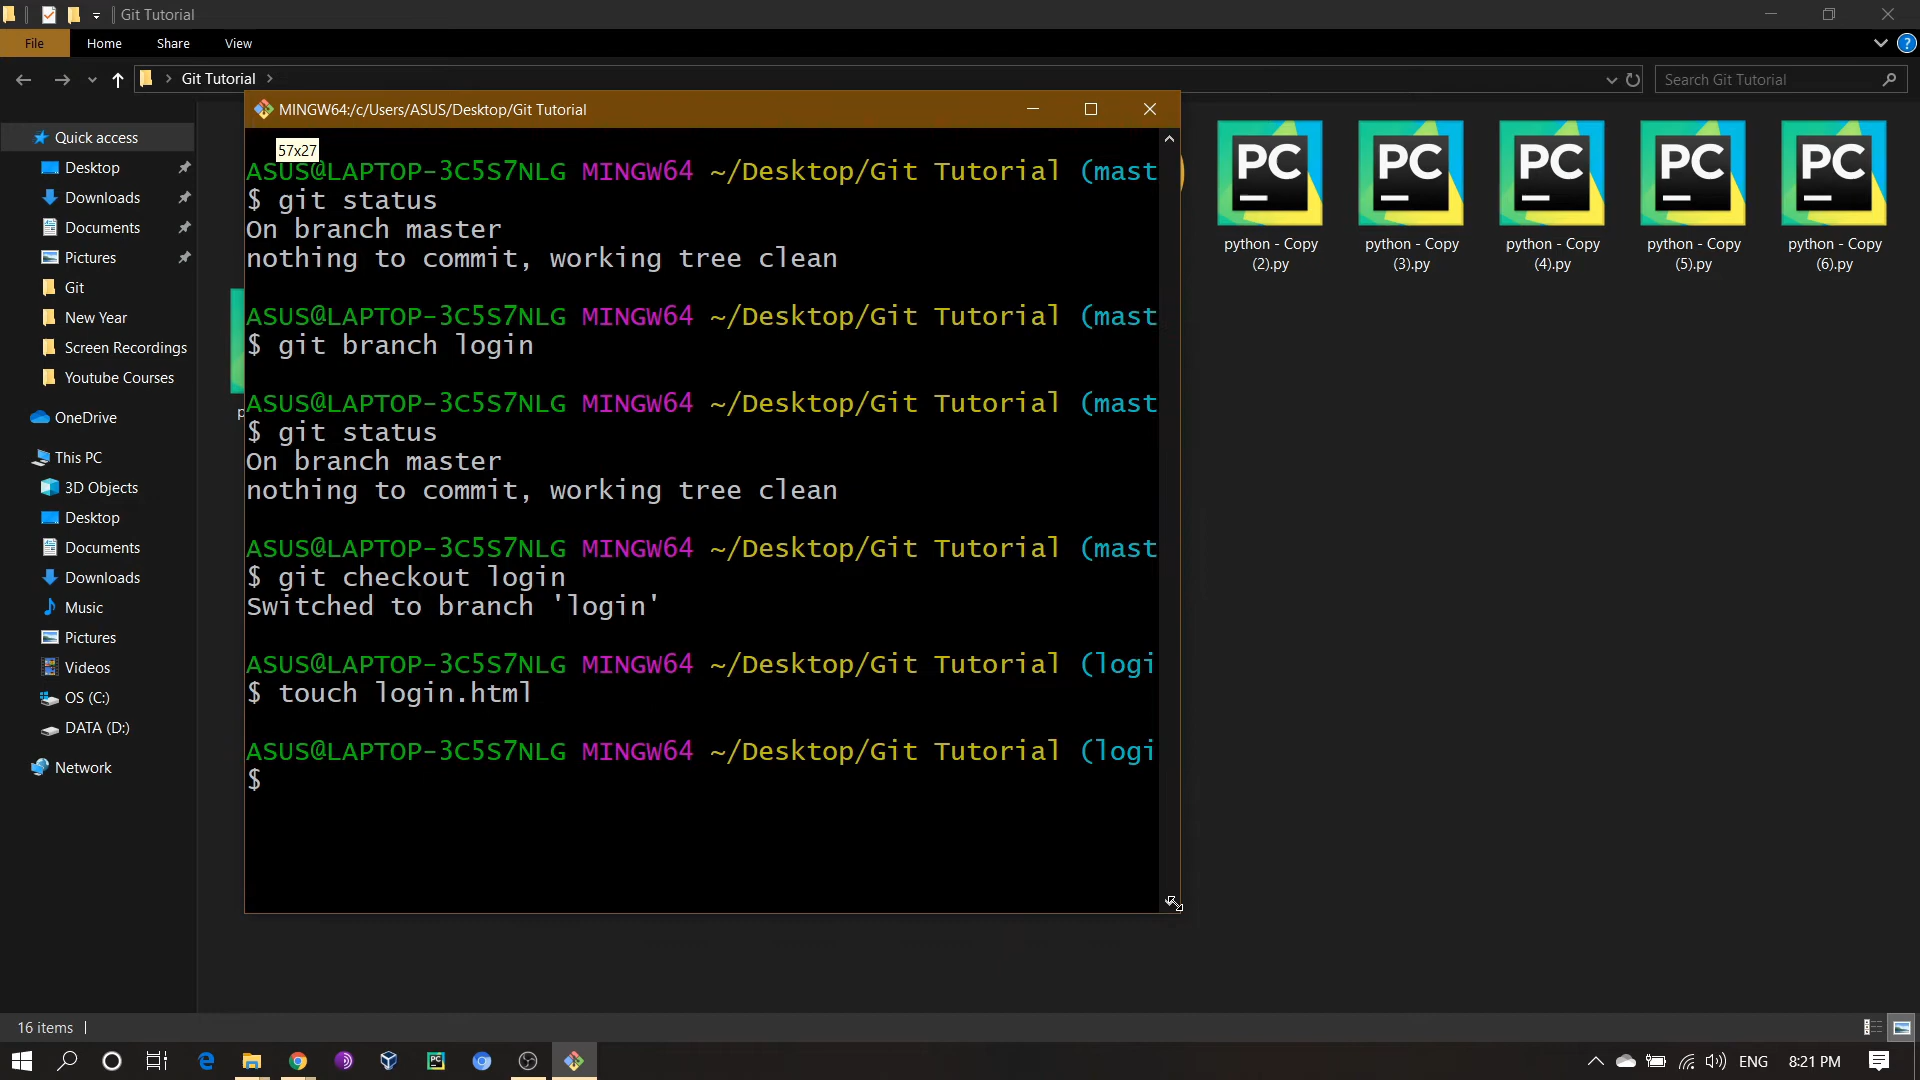 Git Tutorial
File
Home
Share
View
Git Tutorial
Search Git Tutorial
Quick access
Desktop
Downloads
Documents
Pictures
Git
New Year
Screen Recordings
Youtube Courses
OneDrive
This PC
3D Objects
Desktop
Documents
Downloads
Music
Pictures
Videos
OS (C:)
DATA (D:)
Network
MINGW64:/c/Users/ASUS/Desktop/Git Tutorial
57x27
ASUS@LAPTOP-3C5S7NLG MINGW64 ~/Desktop/Git Tutorial (mast
$ git status
On branch master
nothing to commit, working tree clean
ASUS@LAPTOP-3C5S7NLG MINGW64 ~/Desktop/Git Tutorial (mast
$ git branch login
ASUS@LAPTOP-3C5S7NLG MINGW64 ~/Desktop/Git Tutorial (mast
$ git status
On branch master
nothing to commit, working tree clean
ASUS@LAPTOP-3C5S7NLG MINGW64 ~/Desktop/Git Tutorial (mast
$ git checkout login
Switched to branch 'login'
ASUS@LAPTOP-3C5S7NLG MINGW64 ~/Desktop/Git Tutorial (logi
$ touch login.html
ASUS@LAPTOP-3C5S7NLG MINGW64 ~/Desktop/Git Tutorial (logi
$
PC
PC
PC
PC
PC
python - Copy
(2).py
python - Copy
(3).py
python - Copy
(4).py
python - Copy
(5).py
python - Copy
(6).py
16 items
PC
ENG
8:21 PM